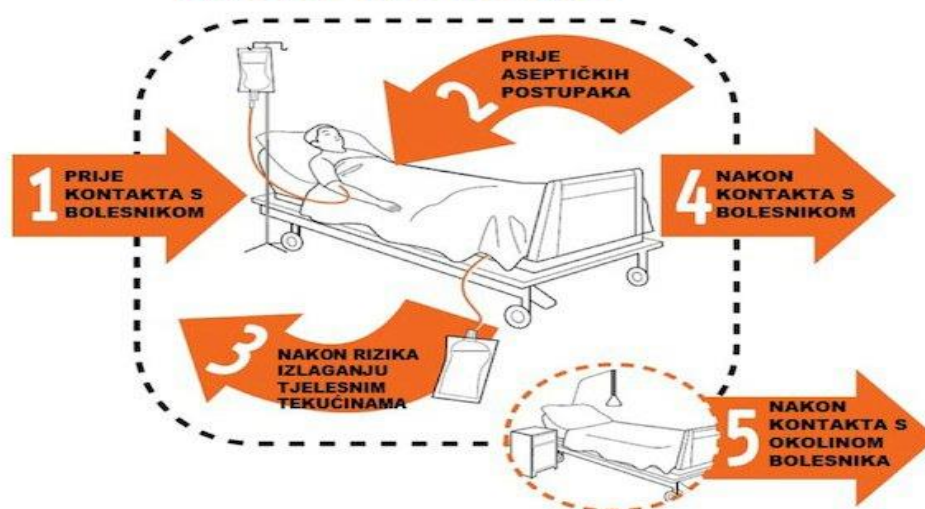 1 PRIJE
KONTAKTA S
BOLESNIKOM
2 PRIJE
ASEPTIČKIH
POSTUPAKA
3 NAKON RIZIKA
IZLAGANJU
TJELESNIM
TEKUĆINAMA
4 NAKON
KONTAKTA S
BOLESNIKOM
5 NAKON
KONTAKTA S
OKOLINOM
BOLESNIKA